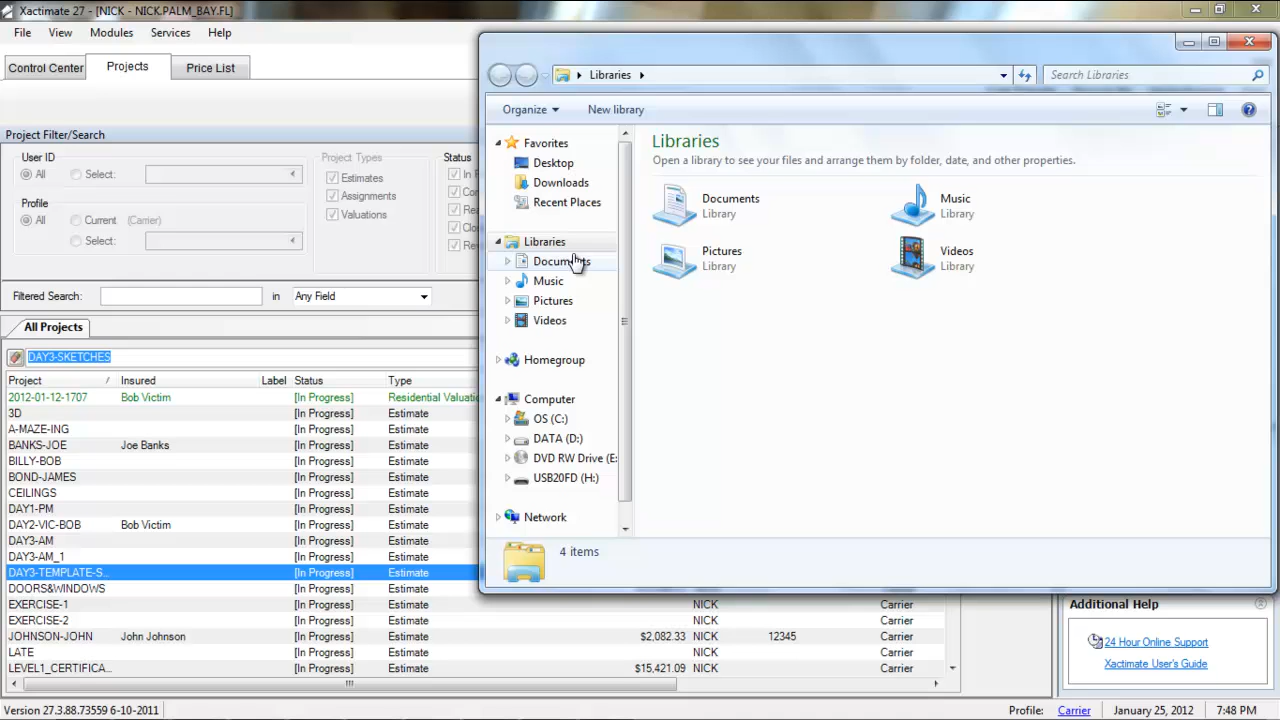 Xactimate 27 - [NICK - NICK.PALM_BAY.FL]
File View Modules Services Help
Control Center Projects Price List
Project Filter/Search
User ID
All Select:
Profile
All Current (Carrier)
Select:
Project Types
Estimates
Assignments
Valuations
Status
Filtered Search: in Any Field
All Projects
DAY3-SKETCHES
Project / Insured Label Status Type
2012-01-12-1707 Bob Victim [In Progress] Residential Valuatio
3D [In Progress] Estimate
A-MAZE-ING [In Progress] Estimate
BANKS-JOE Joe Banks [In Progress] Estimate
BILLY-BOB [In Progress] Estimate
BOND-JAMES [In Progress] Estimate
CEILINGS [In Progress] Estimate
DAY1-PM [In Progress] Estimate
DAY2-VIC-BOB Bob Victim [In Progress] Estimate
DAY3-AM [In Progress] Estimate
DAY3-AM_1 [In Progress] Estimate
DAY3-TEMPLATE-S... [In Progress] Estimate
DOORS&WINDOWS [In Progress] Estimate
EXERCISE-1 [In Progress] Estimate NICK Carrier
EXERCISE-2 [In Progress] Estimate NICK Carrier
JOHNSON-JOHN John Johnson [In Progress] Estimate $2,082.33 NICK 12345 Carrier
LATE [In Progress] Estimate NICK Carrier
LEVEL1_CERTIFICA... [In Progress] Estimate $15,421.09 NICK Carrier
Libraries
Search Libraries
Organize New library
Favorites
Desktop
Downloads
Recent Places
Libraries
Documents
Music
Pictures
Videos
Homegroup
Computer
OS (C:)
DATA (D:)
DVD RW Drive (E:
USB20FD (H:)
Network
Libraries
Open a library to see your files and arrange them by folder, date, and other properties.
Documents
Library
Music
Library
Pictures
Library
Videos
Library
4 items
Additional Help
24 Hour Online Support
Xactimate User's Guide
Version 27.3.88.73559 6-10-2011 Profile: Carrier January 25, 2012 7:48 PM